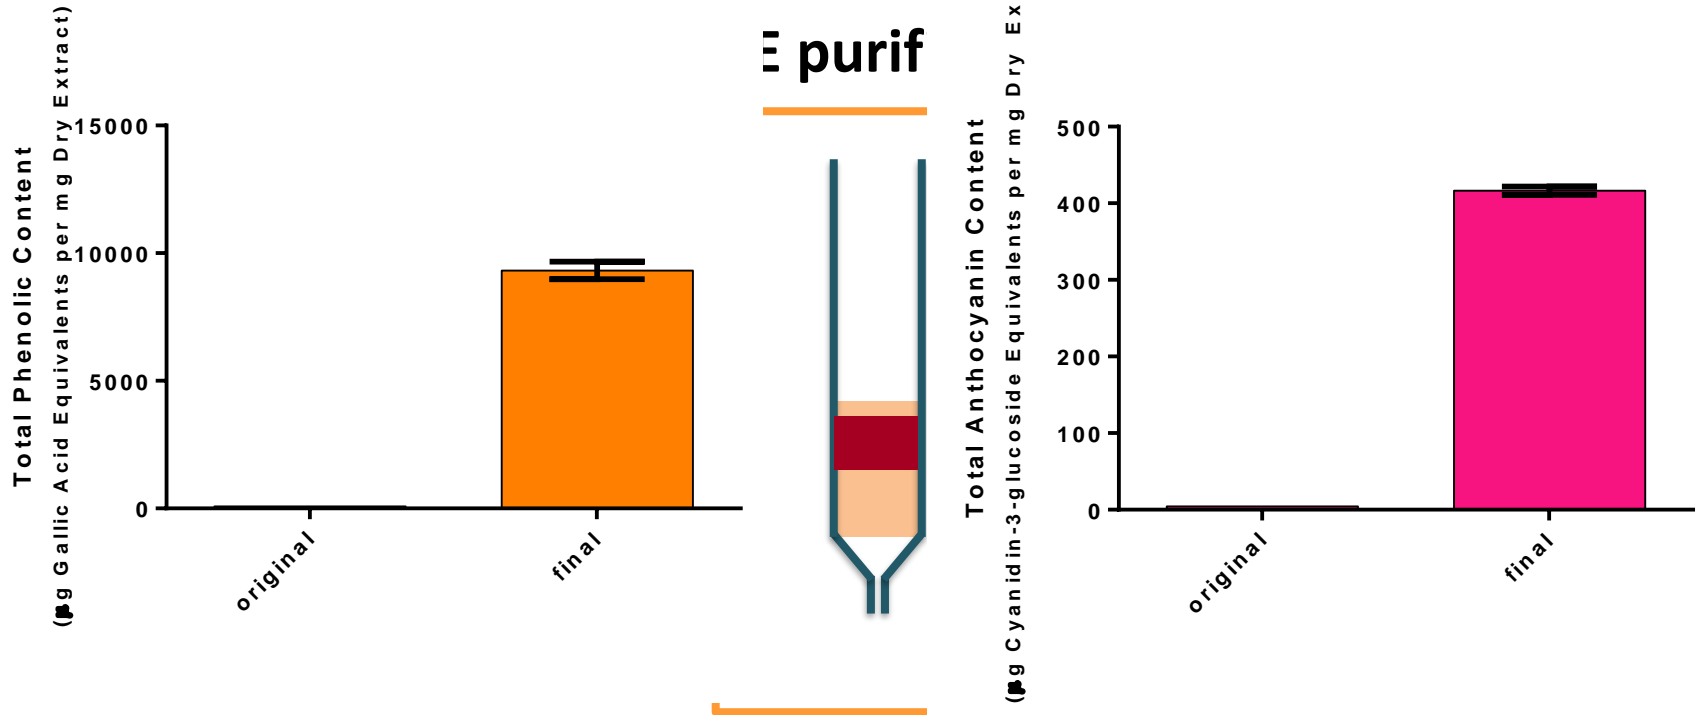 Total Phenolic Content
(µg Gallic Acid Equivalents per mg Dry Extract)
15000
10000
5000
0
original
final
E purif
Total Anthocyanin Content
(µg Cyanidin-3-glucoside Equivalents per mg Dry Ex
500
400
300
200
100
0
original
final